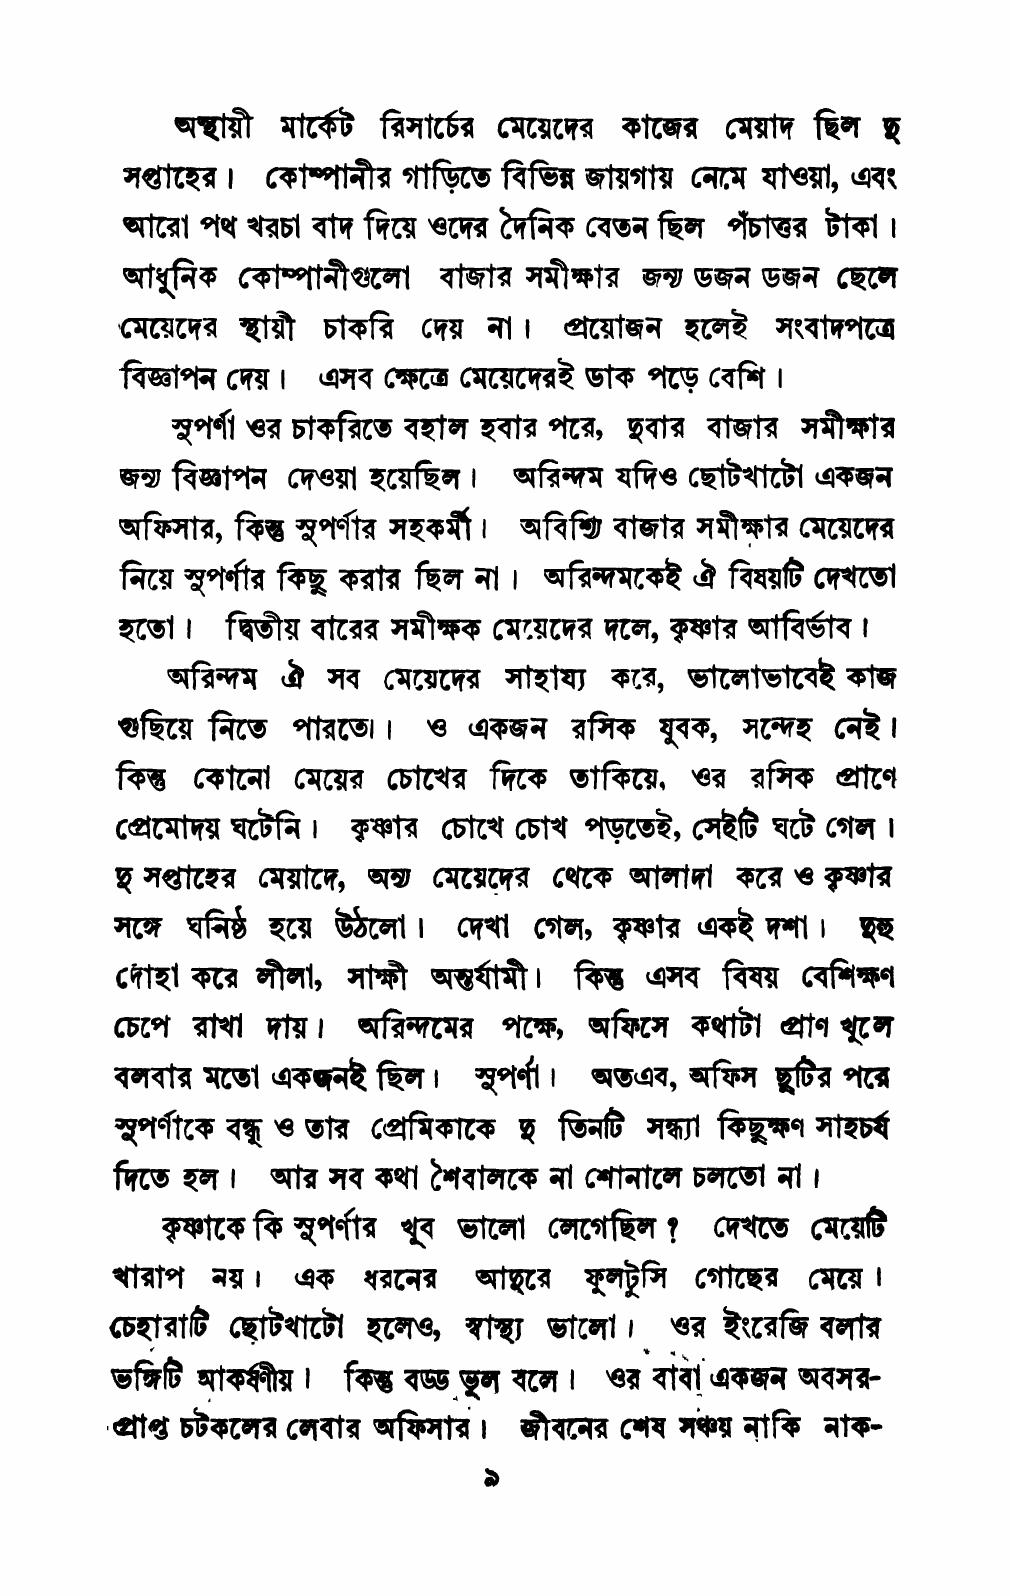 অস্থায়ী মার্কেট রিসার্চের মেয়েদের কাজের মেয়াদ ছিল দু
সপ্তাহের। কোম্পানীর গাড়িতে বিভিন্ন জায়গায় নেমে যাওয়া, এবং
আরো পথ খরচা বাদ দিয়ে ওদের দৈনিক বেতন ছিল পঁচাত্তর টাকা।
আধুনিক কোম্পানীগুলো বাজার সমীক্ষার জন্য ডজন ডজন ছেলে
মেয়েদের স্থায়ী চাকরি দেয় না। প্রয়োজন হলেই সংবাদপত্রে
বিজ্ঞাপন দেয়। এসব ক্ষেত্রে মেয়েদেরই ডাক পড়ে বেশি।
সুপর্ণা ওর চাকরিতে বহাল হবার পরে, দুবার বাজার সমীক্ষার
জন্য বিজ্ঞাপন দেওয়া হয়েছিল। অরিন্দম যদিও ছোটখাটো একজন
অফিসার, কিন্তু সুপর্ণার সহকর্মী। অবিশ্যি বাজার সমীক্ষার মেয়েদের
নিয়ে সুপর্ণার কিছু করার ছিল না। অরিন্দমকেই ঐ বিষয়টি দেখতো
হতো। দ্বিতীয় বারের সমীক্ষক মেয়েদের দলে, কৃষ্ণার আবির্ভাব।
অরিন্দম ঐ সব মেয়েদের সাহায্য করে, ভালোভাবেই কাজ
গুছিয়ে নিতে পারতো। ও একজন রসিক যুবক, সন্দেহ নেই।
কিন্তু কোনো মেয়ের চোখের দিকে তাকিয়ে, ওর রসিক প্রাণে
প্রেমোদয় ঘটেনি। কৃষ্ণার চোখে চোখ পড়তেই, সেইটি ঘটে গেল।
দু সপ্তাহের মেয়াদে, অন্য মেয়েদের থেকে আলাদা করে ও কৃষ্ণার
সঙ্গে ঘনিষ্ঠ হয়ে উঠলো। দেখা গেল, কৃষ্ণার একই দশা। দুহু
দোঁহা করে লীলা, সাক্ষী অন্তর্যামী। কিন্তু এসব বিষয় বেশিক্ষণ
চেপে রাখা দায়। অরিন্দমের পক্ষে, অফিসে কথাটা প্রাণ খুলে
বলবার মতো একজনই ছিল। সুপর্ণা। অতএব, অফিস ছুটির পরে
সুপর্ণাকে বন্ধু ও তার প্রেমিকাকে দু তিনটি সন্ধ্যা কিছুক্ষণ সাহচর্য
দিতে হল। আর সব কথা শৈবালকে না শোনালে চলতো না।
কৃষ্ণাকে কি সুপর্ণার খুব ভালো লেগেছিল? দেখতে মেয়েটি
খারাপ নয়। এক ধরনের আদুরে ফুলটুসি গোছের মেয়ে।
চেহারাটি ছোটখাটো হলেও, স্বাস্থ্য ভালো। ওর ইংরেজি বলার
ভঙ্গিটি আকর্ষণীয়। কিন্তু বড্ড ভুল বলে। ওর বাবা একজন অবসর-
প্রাপ্ত চটকলের লেবার অফিসার। জীবনের শেষ সঞ্চয় নাকি নাক-
৯